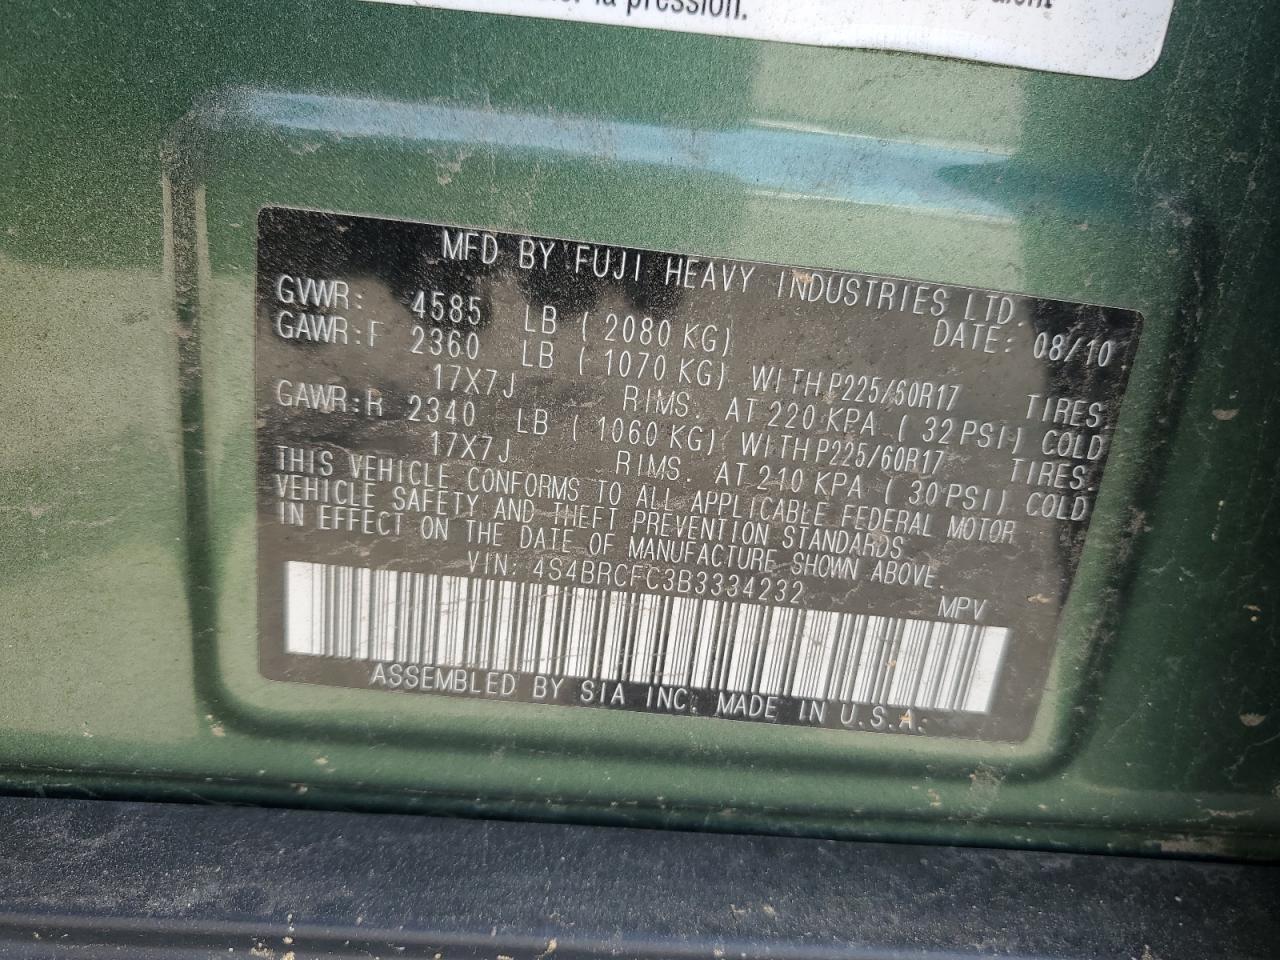 la pression.
MFD BY FUJI HEAVY INDUSTRIES LTD.
GVWR: 4585 LB ( 2080 KG) DATE: 08/10
GAWR:F 2360 LB ( 1070 KG) WITH P225/60R17 TIRES
17X7J RIMS. AT 220 KPA ( 32 PSI) COLD
GAWR:R 2340 LB ( 1060 KG) WITH P225/60R17 TIRES
17X7J RIMS. AT 210 KPA ( 30 PSI) COLD
THIS VEHICLE CONFORMS TO ALL APPLICABLE FEDERAL MOTOR
VEHICLE SAFETY AND THEFT PREVENTION STANDARDS
IN EFFECT ON THE DATE OF MANUFACTURE SHOWN ABOVE.
VIN: 4S4BRCFC3B3334232 MPV
ASSEMBLED BY SIA INC. MADE IN U.S.A.